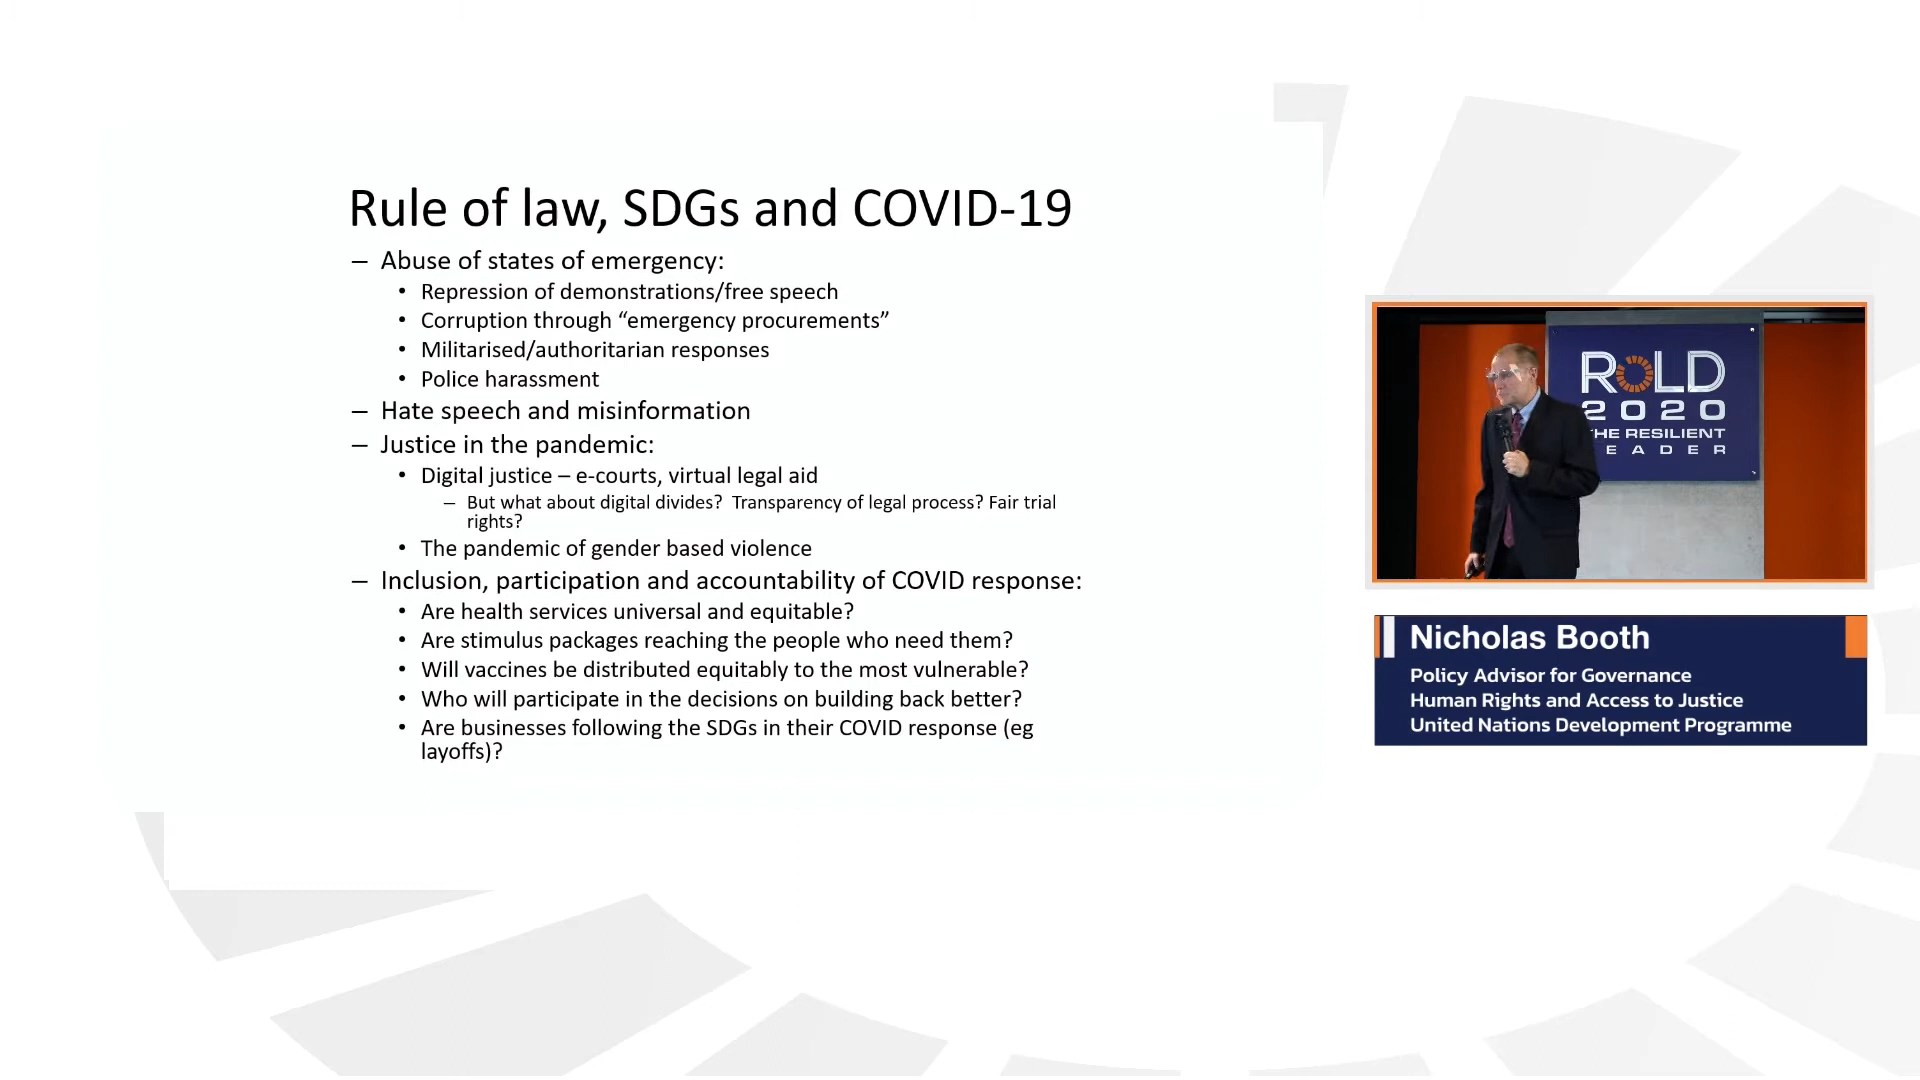 Rule of law, SDGs and COVID-19
– Abuse of states of emergency:
• Repression of demonstrations/free speech
• Corruption through “emergency procurements”
• Militarised/authoritarian responses
• Police harassment
– Hate speech and misinformation
– Justice in the pandemic:
• Digital justice – e-courts, virtual legal aid
– But what about digital divides? Transparency of legal process? Fair trial
rights?
• The pandemic of gender based violence
– Inclusion, participation and accountability of COVID response:
• Are health services universal and equitable?
• Are stimulus packages reaching the people who need them?
• Will vaccines be distributed equitably to the most vulnerable?
• Who will participate in the decisions on building back better?
• Are businesses following the SDGs in their COVID response (eg
layoffs)?
RoLD
2020
HE RESILIENT
EADER
Nicholas Booth
Policy Advisor for Governance
Human Rights and Access to Justice
United Nations Development Programme